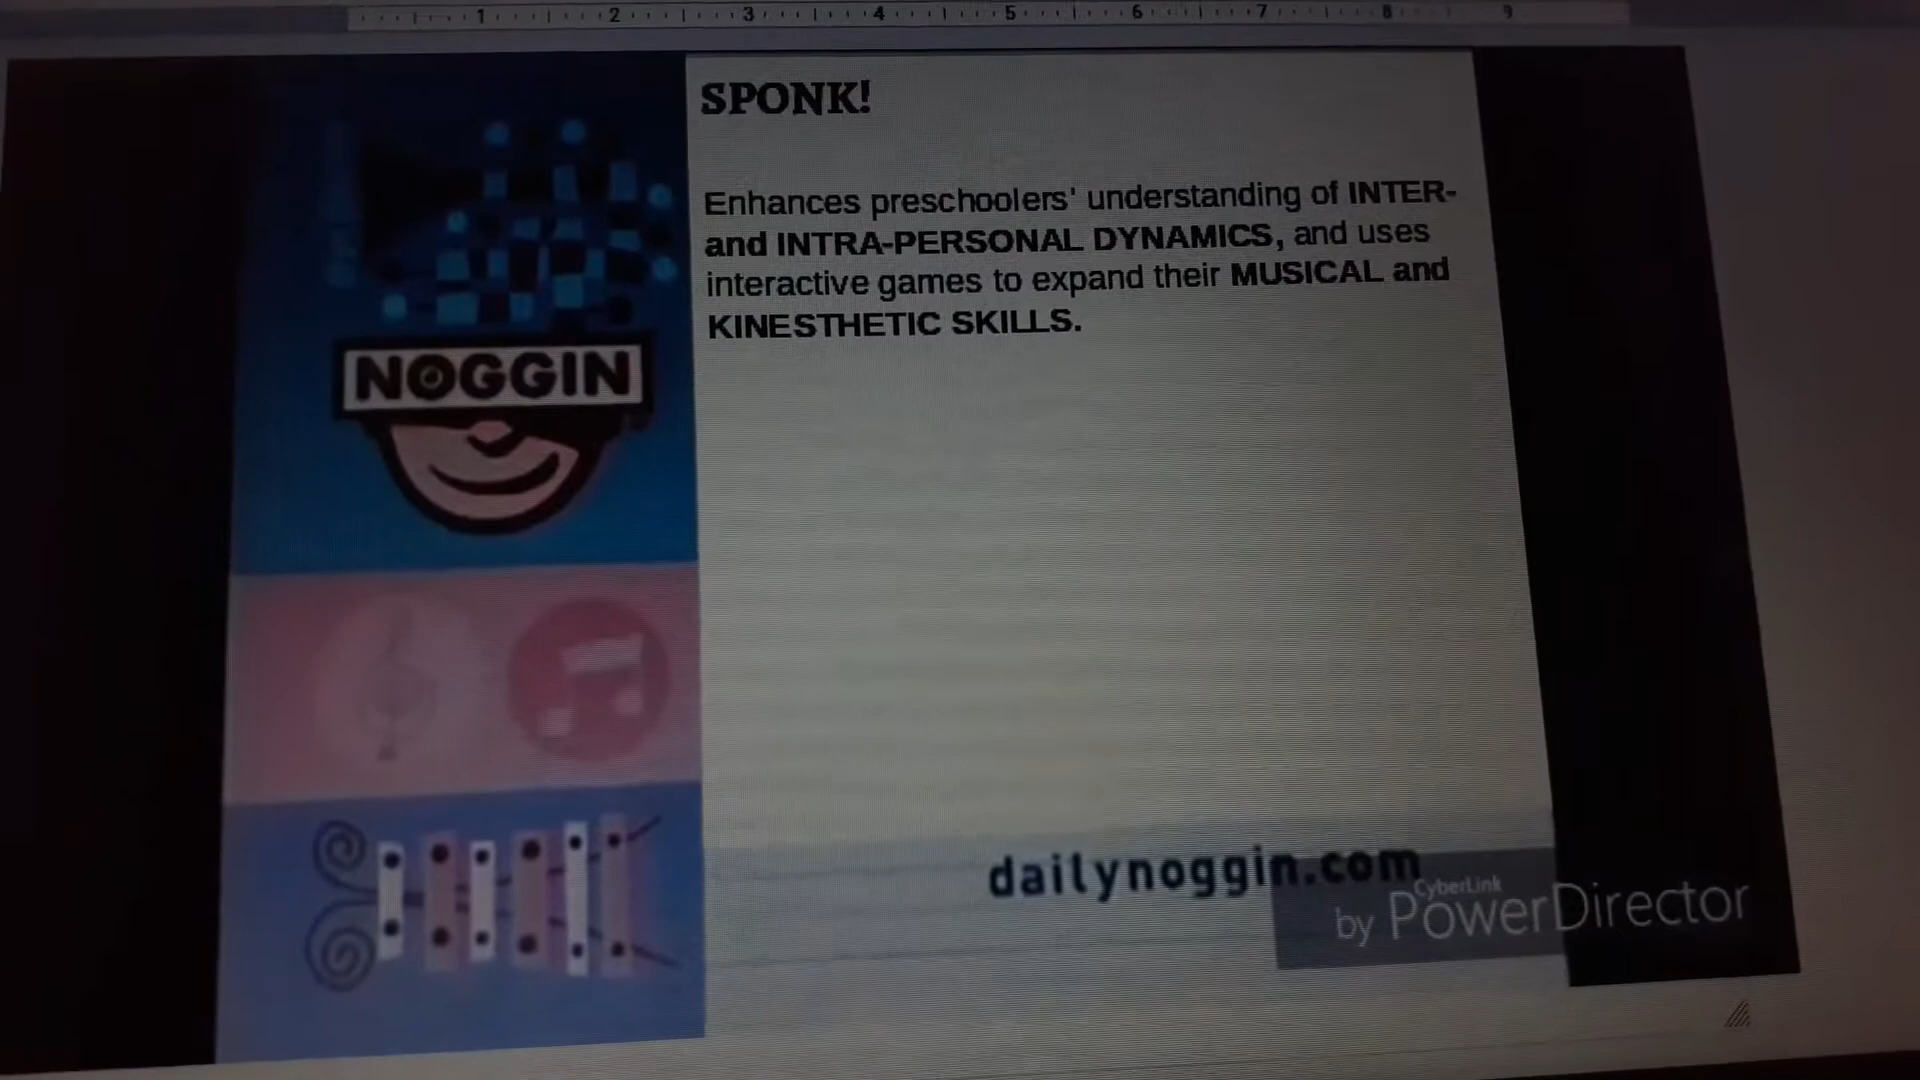 1 2 3 4 5 6 7 8 9
SPONK!
Enhances preschoolers' understanding of INTER-
and INTRA-PERSONAL DYNAMICS, and uses
interactive games to expand their MUSICAL and
KINESTHETIC SKILLS.
NOGGIN
dailynoggin.com
CyberLink
by PowerDirector